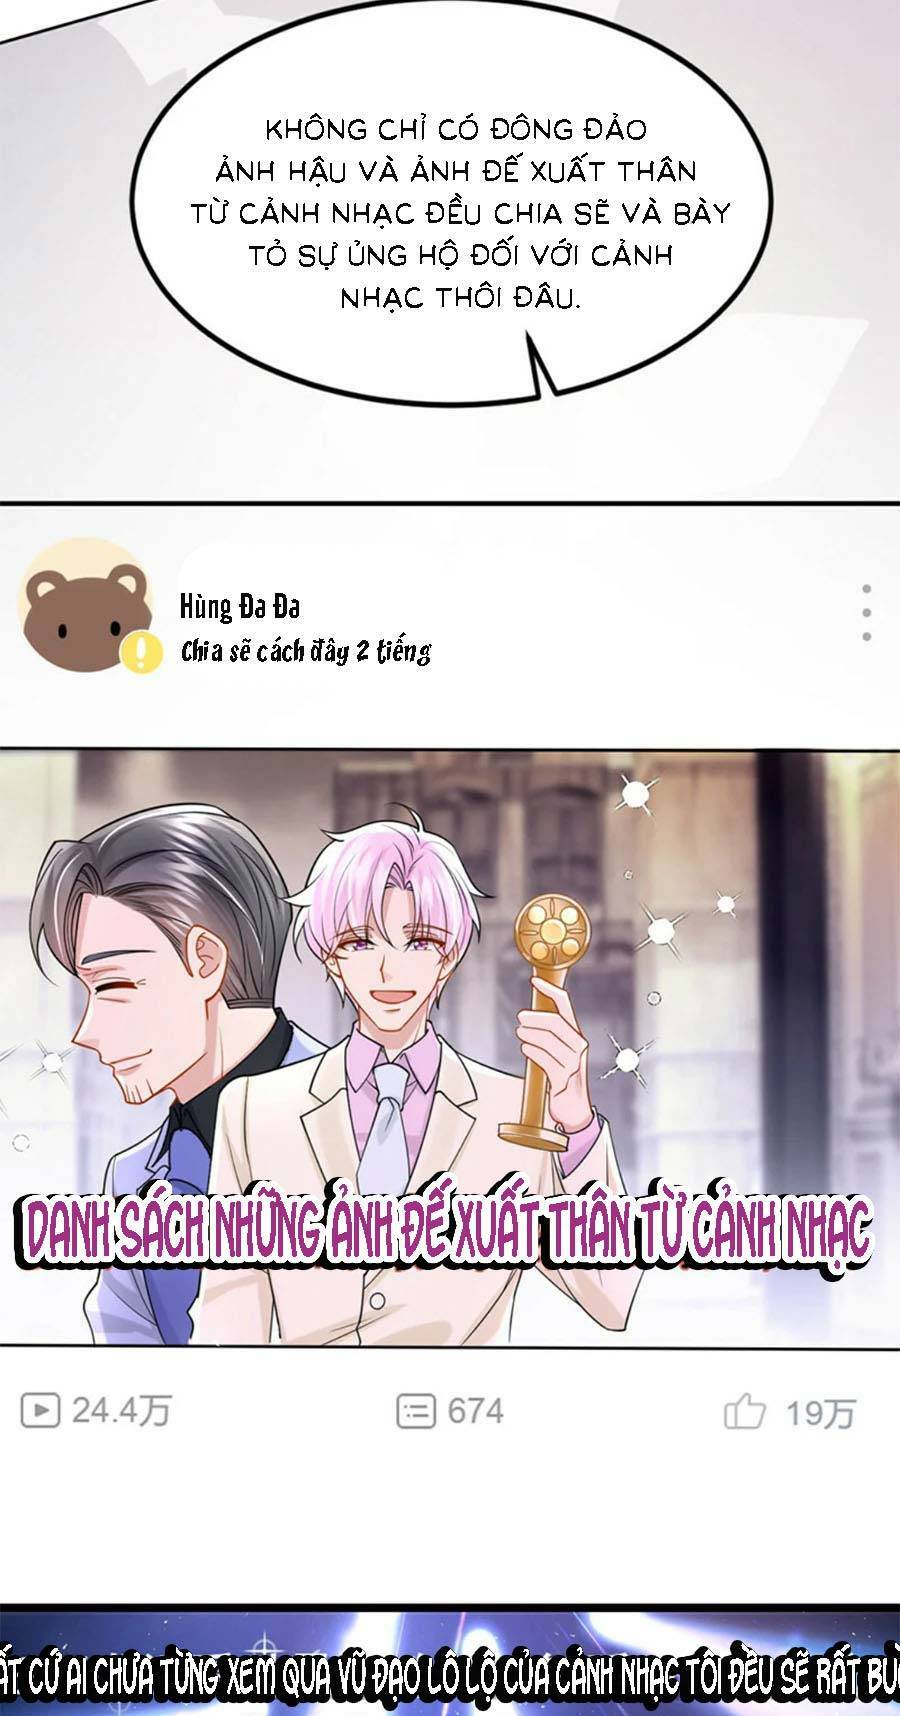 KHÔNG CHỈ CÓ ĐÔNG ĐẢO
ẢNH HẬU VÀ ẢNH ĐẾ XUẤT THÂN
TỪ CẢNH NHẠC ĐỀU CHIA SẼ VÀ BÀY
TỎ SỰ ỦNG HỘ ĐỐI VỚI CẢNH
NHẠC THÔI ĐÂU.
Hùng Đa Đa
Chia sẽ cách đây 2 tiếng
DANH SÁCH NHỮNG ẢNH ĐẾ XUẤT THÂN TỪ CẢNH NHẠC
24.4万 674 19万
CỨ AI CHƯA TỪNG XEM QUA VŨ ĐẠO LÔ LỘ CỦA CẢNH NHẠC TÔI ĐỀU SẼ RẤT